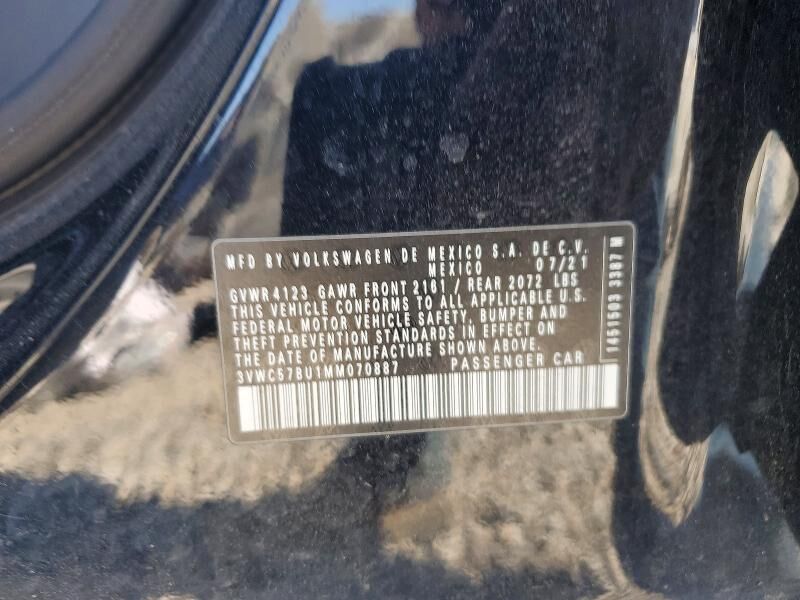 MFD BY VOLKSWAGEN DE MEXICO S.A. DE C.V.
MEXICO 07/21
GVWR 4123 GAWR FRONT 2161 / REAR 2072 LBS
THIS VEHICLE CONFORMS TO ALL APPLICABLE U.S.
FEDERAL MOTOR VEHICLE SAFETY, BUMPER AND
THEFT PREVENTION STANDARDS IN EFFECT ON
THE DATE OF MANUFACTURE SHOWN ABOVE.
3VWC57BU1MM070887 PASSENGER CAR
1451503 3387 M